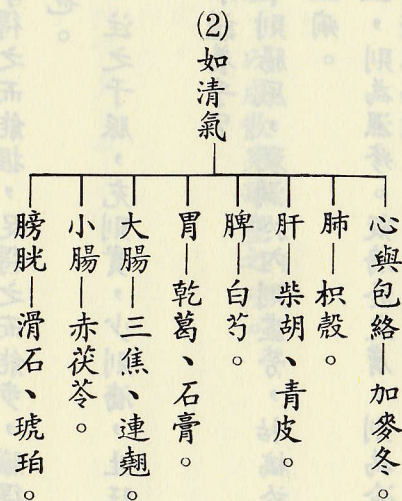 (2)
如清氣
心與包絡—加麥冬。
肺—枳殼。
肝—柴胡、青皮。
脾—白芍。
胃—乾葛、石膏。
大腸—三焦、連翹。
小腸—赤茯苓。
膀胱—滑石、琥珀。